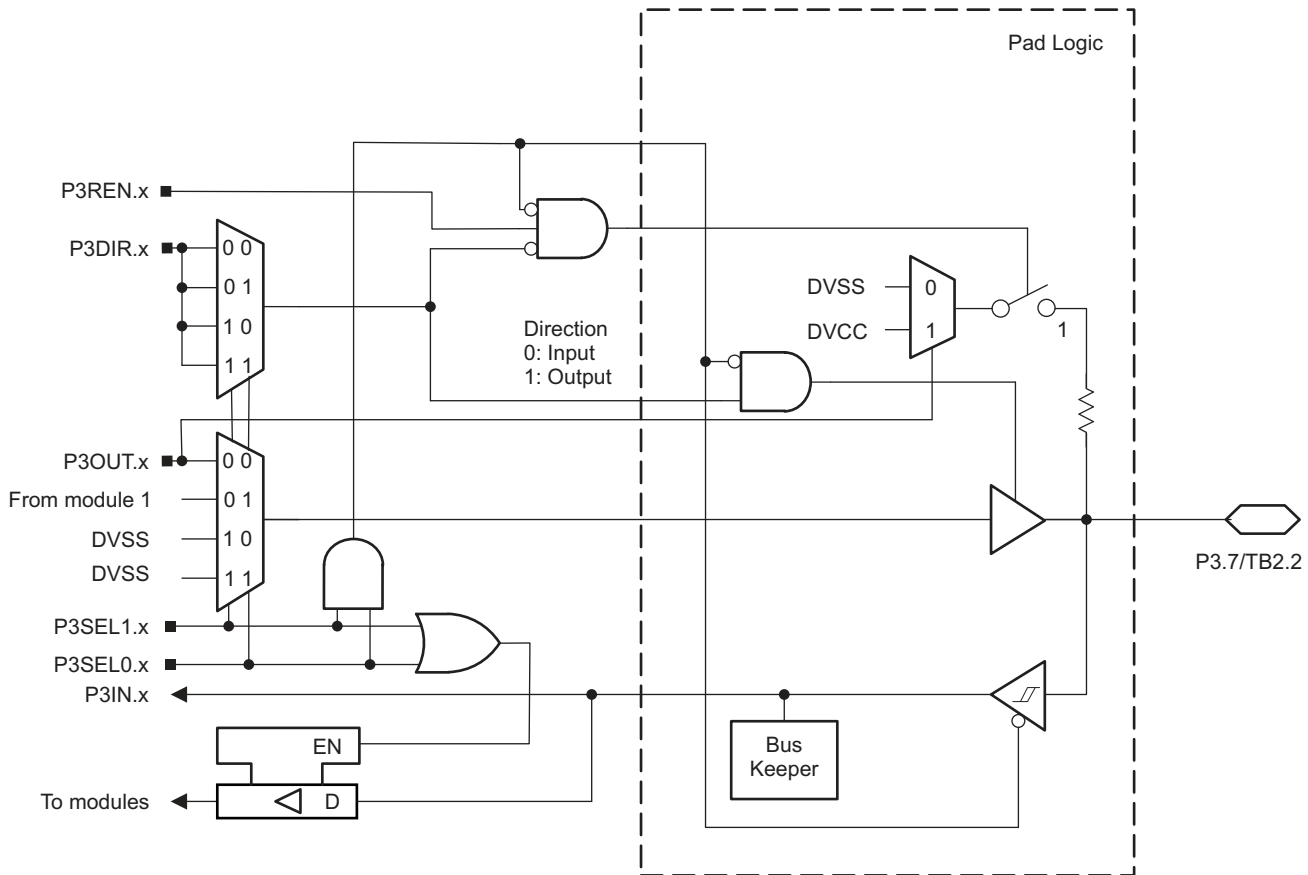 Pad Logic
P3REN.x
P3DIR.x
0 0
0 1
1 0
1 1
Direction
0: Input
1: Output
DVSS
DVCC
0
1
1
P3OUT.x
From module 1
DVSS
DVSS
0 0
0 1
1 0
1 1
P3.7/TB2.2
P3SEL1.x
P3SEL0.x
P3IN.x
Bus
Keeper
EN
D
To modules